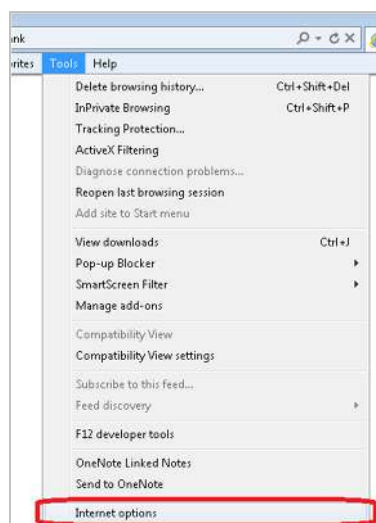 ank
rites Tools Help
Delete browsing history... Ctrl+Shift+Del
InPrivate Browsing Ctrl+Shift+P
Tracking Protection...
ActiveX Filtering
Diagnose connection problems...
Reopen last browsing session
Add site to Start menu
View downloads Ctrl+J
Pop-up Blocker
SmartScreen Filter
Manage add-ons
Compatibility View
Compatibility View settings
Subscribe to this feed...
Feed discovery
F12 developer tools
OneNote Linked Notes
Send to OneNote
Internet options